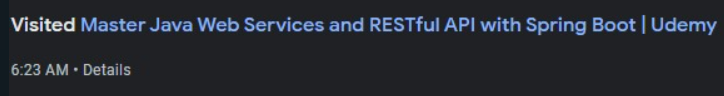 Visited Master Java Web Services and RESTful API with Spring Boot | Udemy
6:23 AM • Details